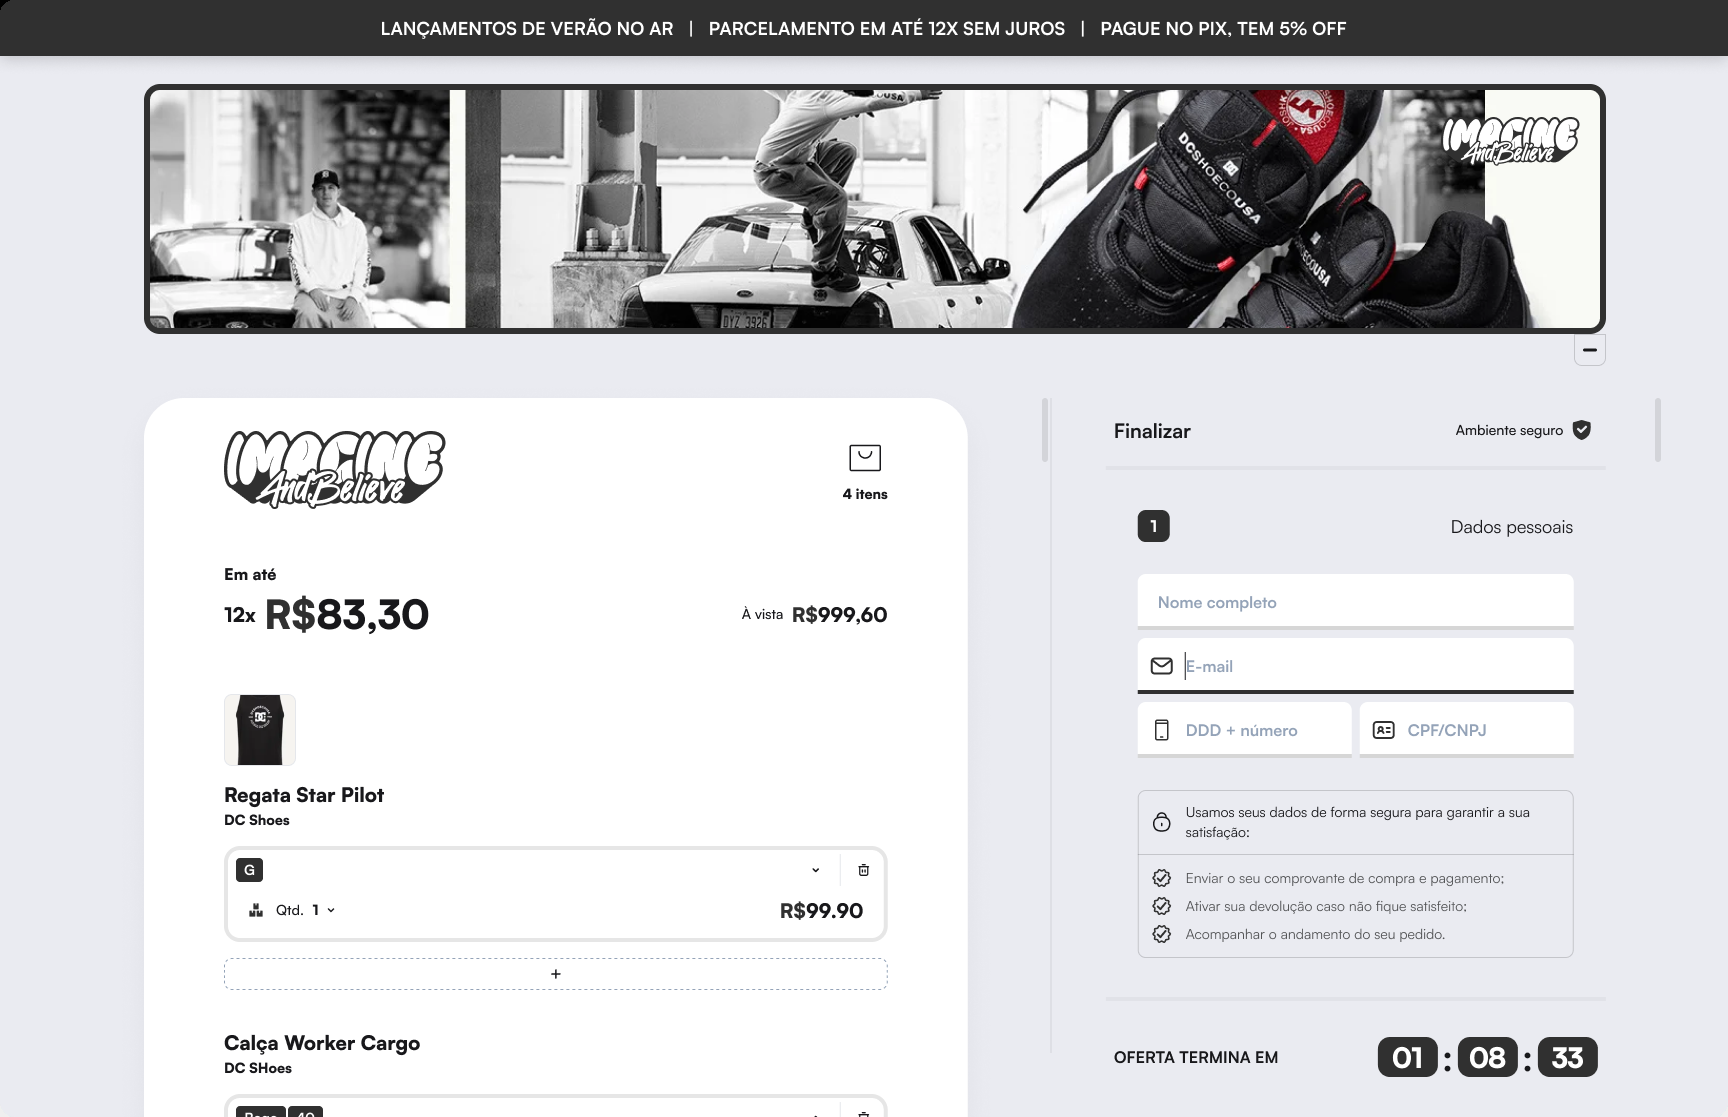 LANÇAMENTOS DE VERÃO NO AR | PARCELAMENTO EM ATÉ 12X SEM JUROS | PAGUE NO PIX, TEM 5% OFF
DCSHOECOUSA
IMAGINE
And Believe
IMAGINE
And Believe
4 itens
Em até
12x R$83,30
À vista R$999,60
DC
Regata Star Pilot
DC Shoes
G
Qtd. 1
R$99.90
+
Calça Worker Cargo
DC SHoes
Finalizar
Ambiente seguro
1
Dados pessoais
Nome completo
E-mail
DDD + número
CPF/CNPJ
Usamos seus dados de forma segura para garantir a sua
satisfação:
Enviar o seu comprovante de compra e pagamento;
Ativar sua devolução caso não fique satisfeito;
Acompanhar o andamento do seu pedido.
OFERTA TERMINA EM
01 : 08 : 33